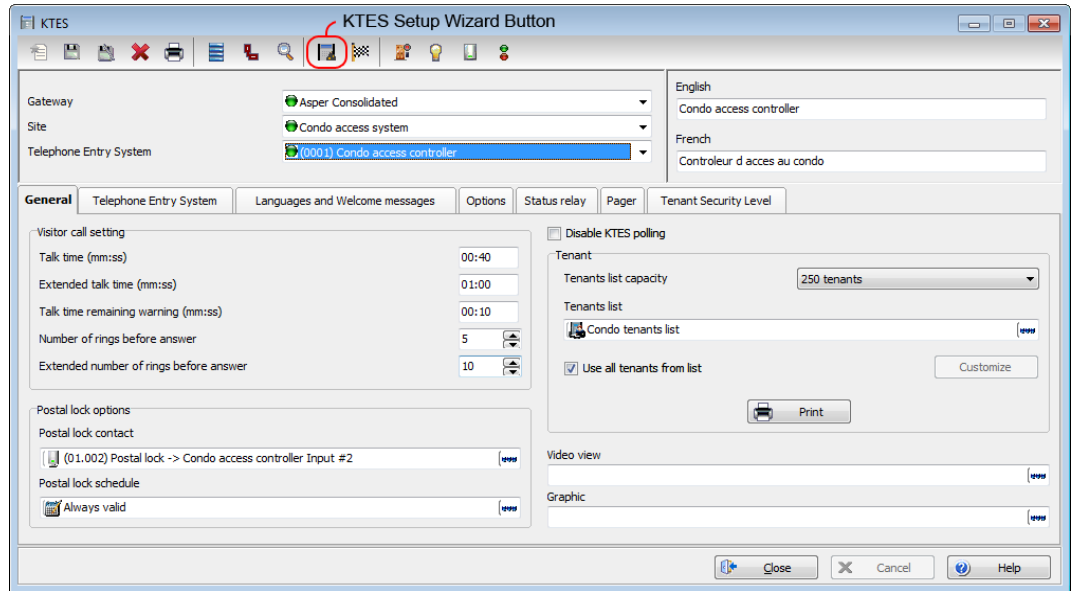 KTES
KTES Setup Wizard Button
Gateway
Asper Consolidated
Site
Condo access system
Telephone Entry System
(0001) Condo access controller
English
Condo access controller
French
Controleur d acces au condo
General
Telephone Entry System
Languages and Welcome messages
Options
Status relay
Pager
Tenant Security Level
Visitor call setting
Talk time (mm:ss)
00:40
Extended talk time (mm:ss)
01:00
Talk time remaining warning (mm:ss)
00:10
Number of rings before answer
5
Extended number of rings before answer
10
Postal lock options
Postal lock contact
(01.002) Postal lock -> Condo access controller Input #2
Postal lock schedule
Always valid
Disable KTES polling
Tenant
Tenants list capacity
250 tenants
Tenants list
Condo tenants list
Use all tenants from list
Customize
Print
Video view
Graphic
Close
Cancel
Help